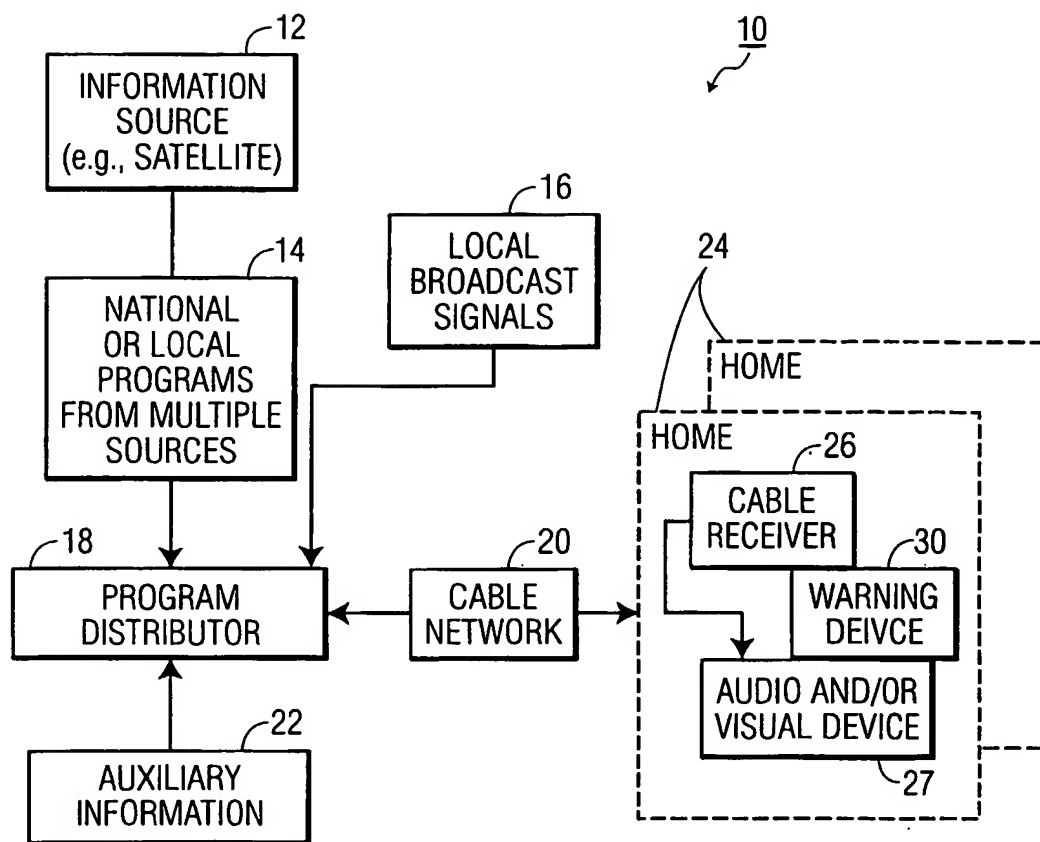 12
INFORMATION
SOURCE
(e.g., SATELLITE)
10
14
NATIONAL
OR LOCAL
PROGRAMS
FROM MULTIPLE
SOURCES
16
LOCAL
BROADCAST
SIGNALS
24
HOME
HOME
26
CABLE
RECEIVER
30
WARNING
DEIVCE
AUDIO AND/OR
VISUAL DEVICE
27
18
PROGRAM
DISTRIBUTOR
20
CABLE
NETWORK
22
AUXILIARY
INFORMATION